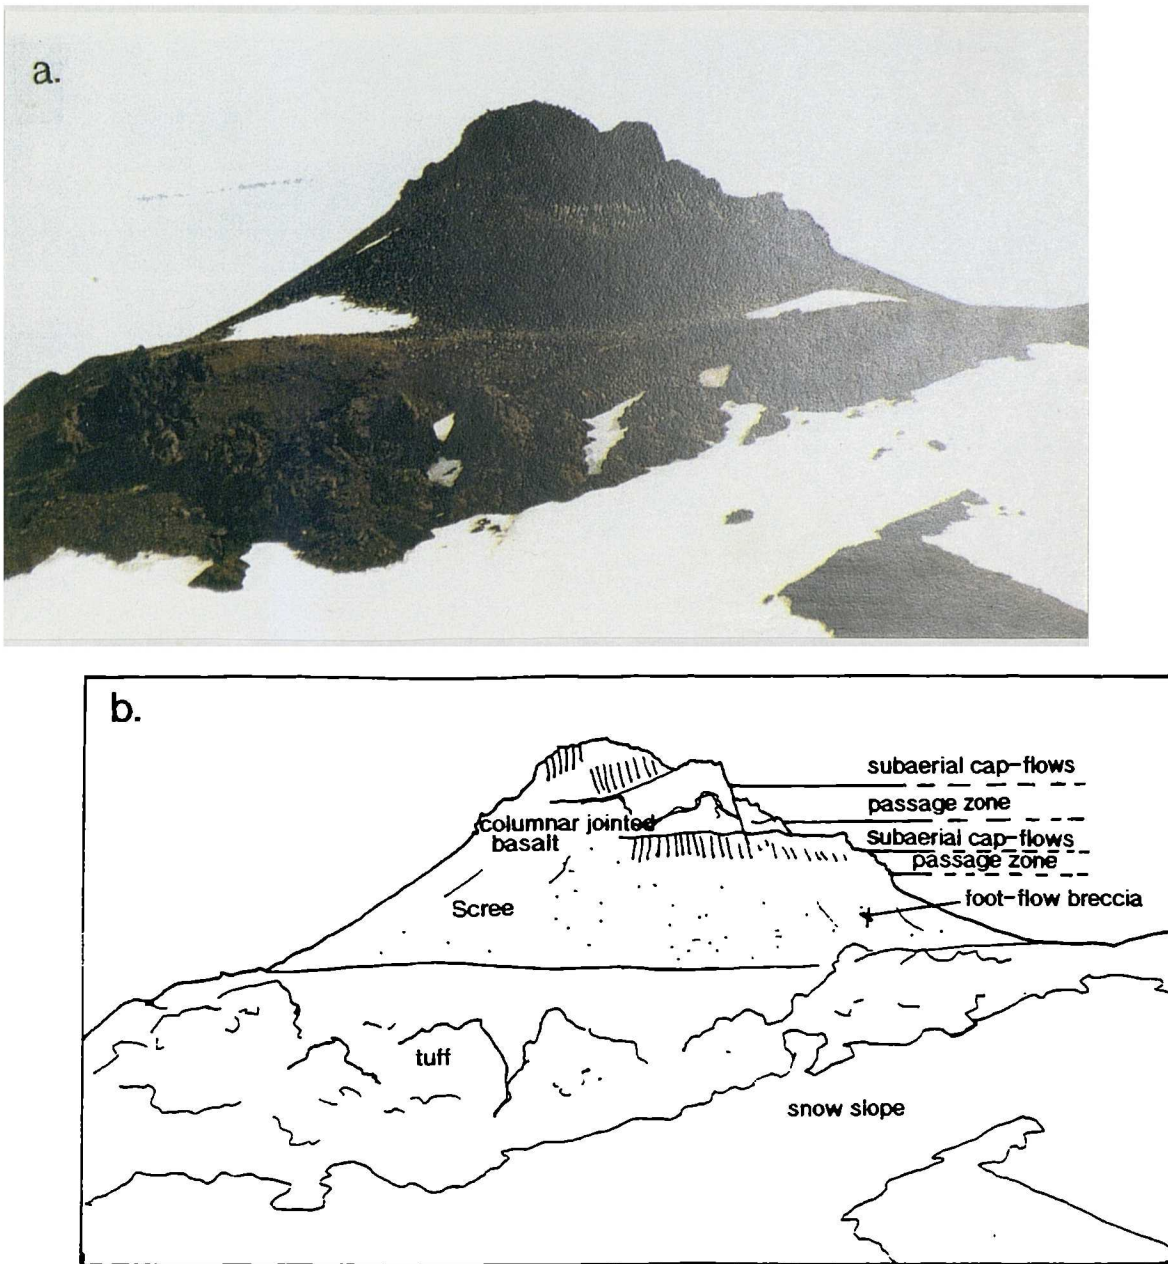 a.
b.
subaerial cap-flows
passage zone
columnar jointed
basalt
subaerial cap-flows
passage zone
foot-flow breccia
Scree
tuff
snow slope